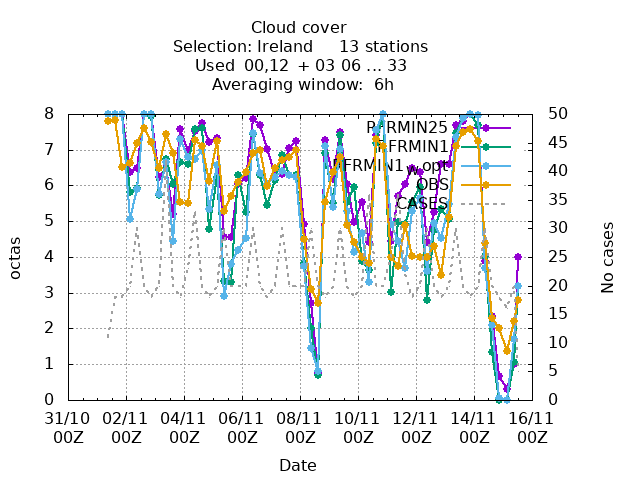 Cloud cover
Selection: Ireland 13 stations
Used 00,12 + 03 06 ... 33
Averaging window: 6h
octas
No cases
8
7
6
5
4
3
2
1
0
50
45
40
35
30
25
20
15
10
5
0
OBS
CASES
31/10 02/11 04/11 06/11 08/11 10/11 12/11 14/11 16/11
00Z 00Z 00Z 00Z 00Z 00Z 00Z 00Z 00Z
Date